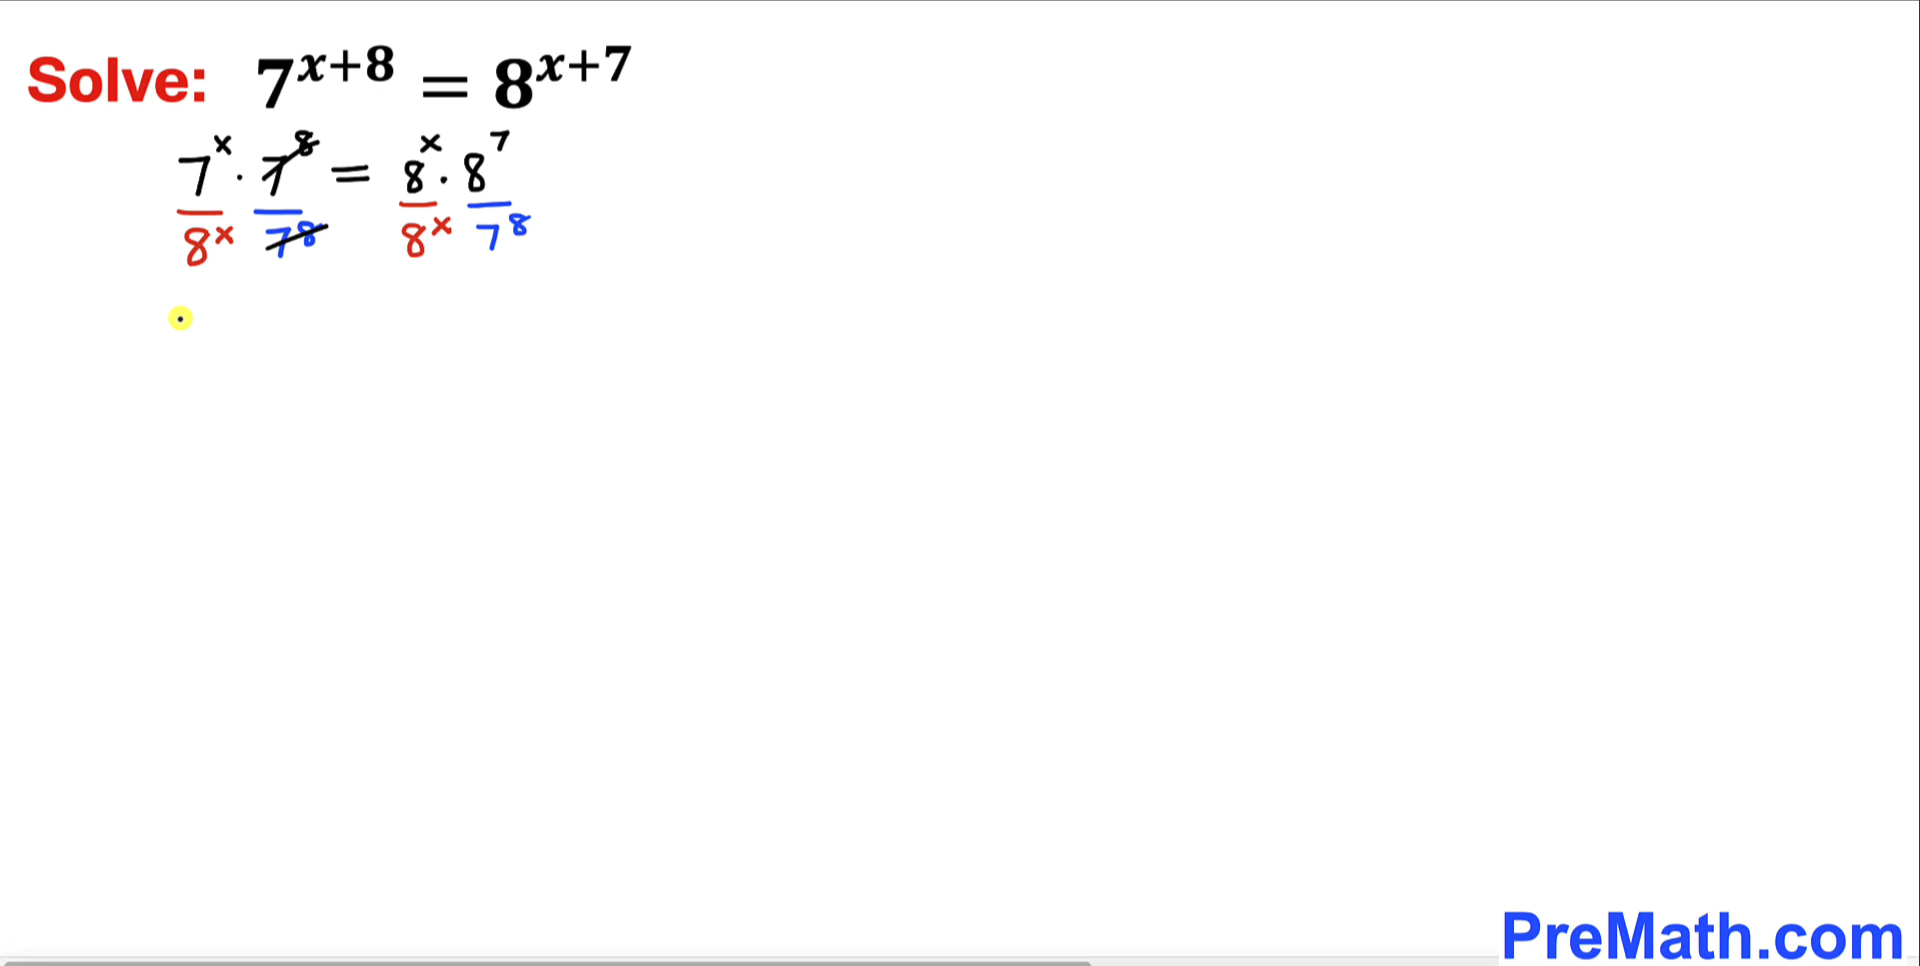 Solve: 7^{x+8} = 8^{x+7}
7^x · 7^8 = 8^x · 8^7
8^x 7^8 8^x 7^8
PreMath.com